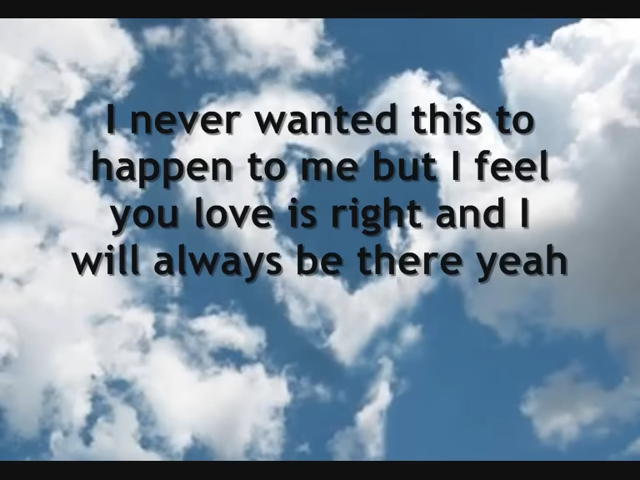 I never wanted this to
happen to me but I feel
you love is right and I
will always be there yeah